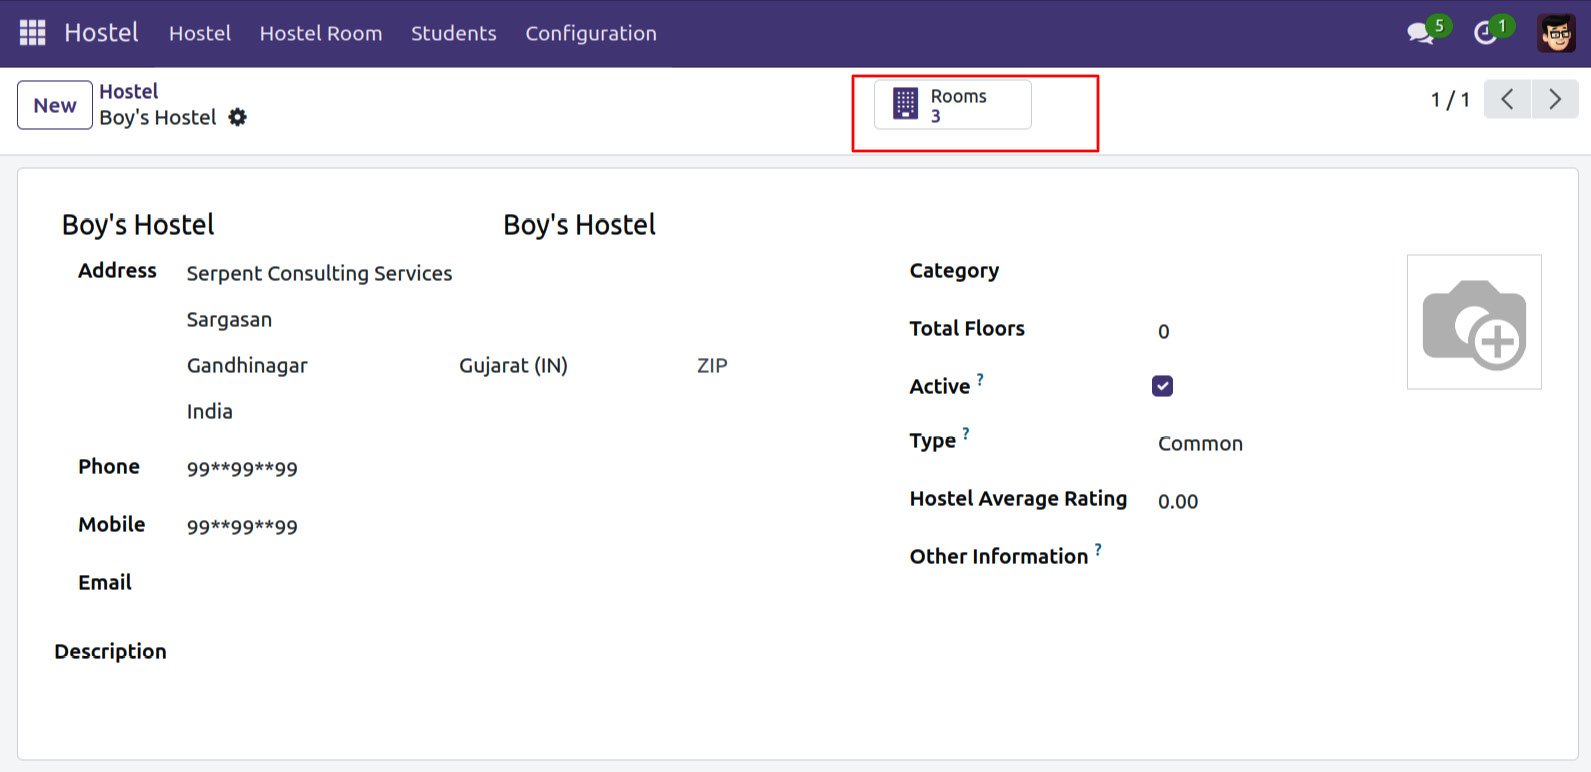 Hostel Hostel Hostel Room Students Configuration 5 1
New Hostel
Boy's Hostel
Rooms
3
1 / 1
Boy's Hostel Boy's Hostel
Address Serpent Consulting Services
Sargasan
Gandhinagar Gujarat (IN) ZIP
India
Phone 99**99**99
Mobile 99**99**99
Email
Description
Category
Total Floors 0
Active ?
Type ? Common
Hostel Average Rating 0.00
Other Information ?